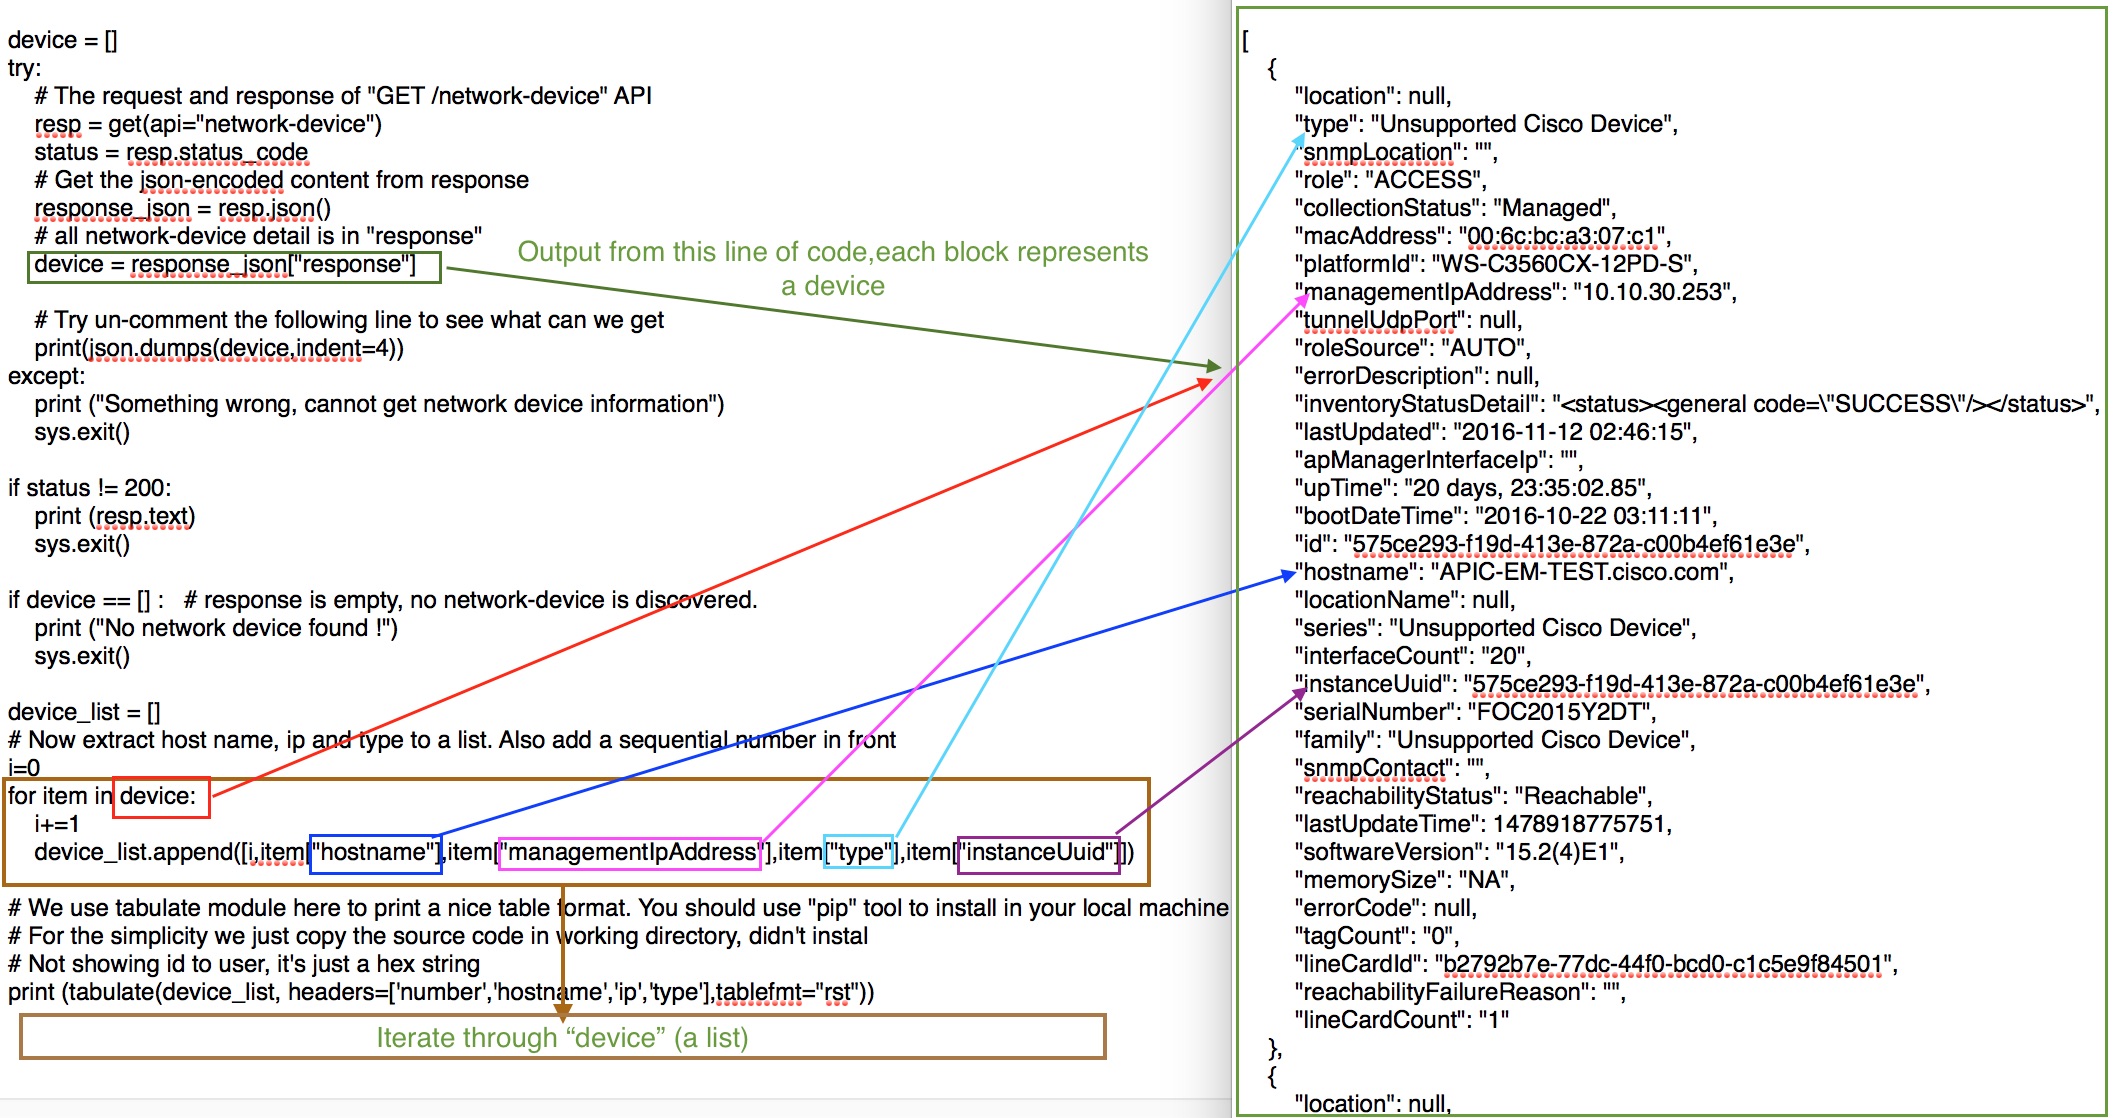 device = []
try:
# The request and response of "GET /network-device" API
resp = get(api="network-device")
status = resp.status_code
# Get the json-encoded content from response
response_json = resp.json()
# all network-device detail is in "response"
device = response_json["response"]
Output from this line of code,each block represents
a device
# Try un-comment the following line to see what can we get
print(json.dumps(device,indent=4))
except:
print ("Something wrong, cannot get network device information")
sys.exit()
if status != 200:
print (resp.text)
sys.exit()
if device == [] :   # response is empty, no network-device is discovered.
print ("No network device found !")
sys.exit()
device_list = []
# Now extract host name, ip and type to a list. Also add a sequential number in front
i=0
for item in device:
i+=1
device_list.append([i,item["hostname"],item["managementIpAddress"],item["type"],item["instanceUuid"]])
# We use tabulate module here to print a nice table format. You should use "pip" tool to install in your local machine
# For the simplicity we just copy the source code in working directory, didn't instal
# Not showing id to user, it's just a hex string
print (tabulate(device_list, headers=['number','hostname','ip','type'],tablefmt="rst"))
Iterate through “device” (a list)
[
{
"location": null,
"type": "Unsupported Cisco Device",
"snmpLocation": "",
"role": "ACCESS",
"collectionStatus": "Managed",
"macAddress": "00:6c:bc:a3:07:c1",
"platformId": "WS-C3560CX-12PD-S",
"managementIpAddress": "10.10.30.253",
"tunnelUdpPort": null,
"roleSource": "AUTO",
"errorDescription": null,
"inventoryStatusDetail": "<status><general code=\"SUCCESS\"/></status>",
"lastUpdated": "2016-11-12 02:46:15",
"apManagerInterfaceIp": "",
"upTime": "20 days, 23:35:02.85",
"bootDateTime": "2016-10-22 03:11:11",
"id": "575ce293-f19d-413e-872a-c00b4ef61e3e",
"hostname": "APIC-EM-TEST.cisco.com",
"locationName": null,
"series": "Unsupported Cisco Device",
"interfaceCount": "20",
"instanceUuid": "575ce293-f19d-413e-872a-c00b4ef61e3e",
"serialNumber": "FOC2015Y2DT",
"family": "Unsupported Cisco Device",
"snmpContact": "",
"reachabilityStatus": "Reachable",
"lastUpdateTime": 1478918775751,
"softwareVersion": "15.2(4)E1",
"memorySize": "NA",
"errorCode": null,
"tagCount": "0",
"lineCardId": "b2792b7e-77dc-44f0-bcd0-c1c5e9f84501",
"reachabilityFailureReason": "",
"lineCardCount": "1"
},
{
"location": null,